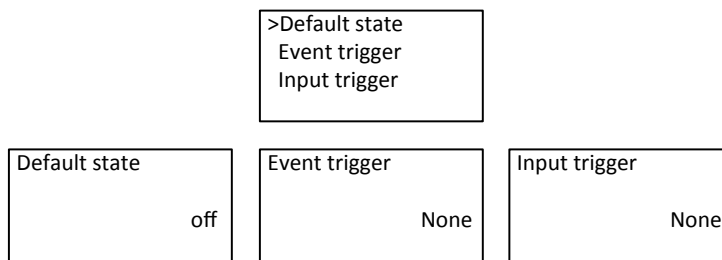 >Default state
Event trigger
Input trigger
Default state
off
Event trigger
None
Input trigger
None